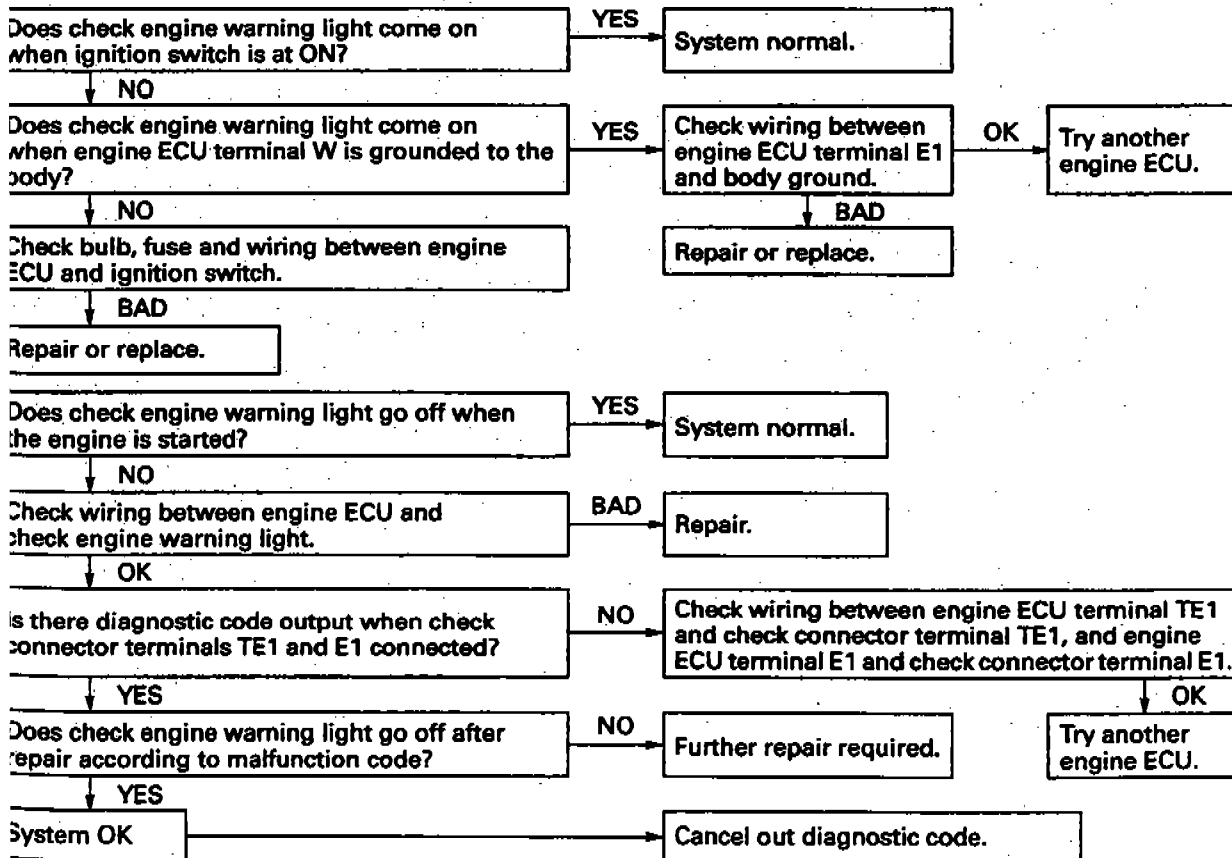 Does check engine warning light come on
when ignition switch is at ON?
YES
System normal.
NO
Does check engine warning light come on
when engine ECU terminal W is grounded to the
body?
YES
Check wiring between
engine ECU terminal E1
and body ground.
OK
Try another
engine ECU.
NO
BAD
Check bulb, fuse and wiring between engine
ECU and ignition switch.
Repair or replace.
BAD
Repair or replace.
Does check engine warning light go off when
the engine is started?
YES
System normal.
NO
Check wiring between engine ECU and
check engine warning light.
BAD
Repair.
OK
Is there diagnostic code output when check
connector terminals TE1 and E1 connected?
NO
Check wiring between engine ECU terminal TE1
and check connector terminal TE1, and engine
ECU terminal E1 and check connector terminal E1.
YES
OK
Does check engine warning light go off after
repair according to malfunction code?
NO
Further repair required.
Try another
engine ECU.
YES
System OK
Cancel out diagnostic code.